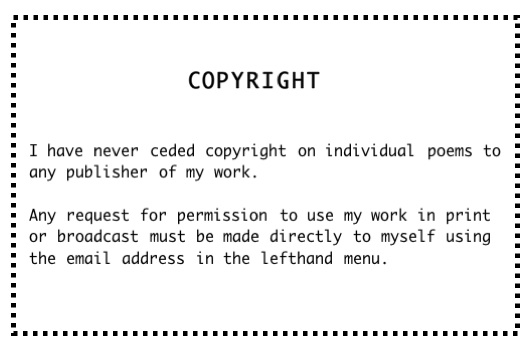 COPYRIGHT
I have never ceded copyright on individual poems to
any publisher of my work.
Any request for permission to use my work in print
or broadcast must be made directly to myself using
the email address in the lefthand menu.